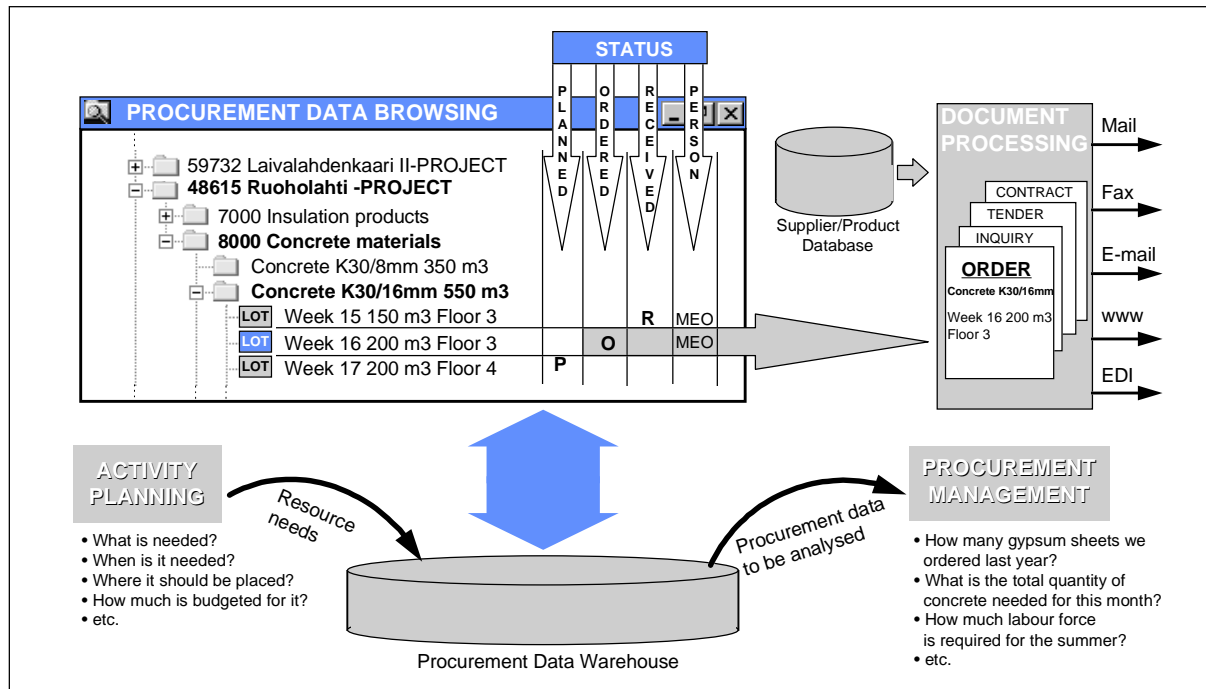 STATUS
PLANNED
ORDERED
RECEIVED
PERSON
PROCUREMENT DATA BROWSING
59732 Laivalahdenkaari II-PROJECT
48615 Ruoholahti -PROJECT
7000 Insulation products
8000 Concrete materials
Concrete K30/8mm 350 m3
Concrete K30/16mm 550 m3
LOT Week 15 150 m3 Floor 3 R MEO
LOT Week 16 200 m3 Floor 3 O MEO
LOT Week 17 200 m3 Floor 4 P
Supplier/Product
Database
DOCUMENT
PROCESSING
CONTRACT
TENDER
INQUIRY
ORDER
Concrete K30/16mm
Week 16 200 m3
Floor 3
Mail
Fax
E-mail
www
EDI
ACTIVITY
PLANNING
• What is needed?
• When is it needed?
• Where it should be placed?
• How much is budgeted for it?
• etc.
Resource
needs
Procurement Data Warehouse
Procurement data
to be analysed
PROCUREMENT
MANAGEMENT
• How many gypsum sheets we
ordered last year?
• What is the total quantity of
concrete needed for this month?
• How much labour force
is required for the summer?
• etc.